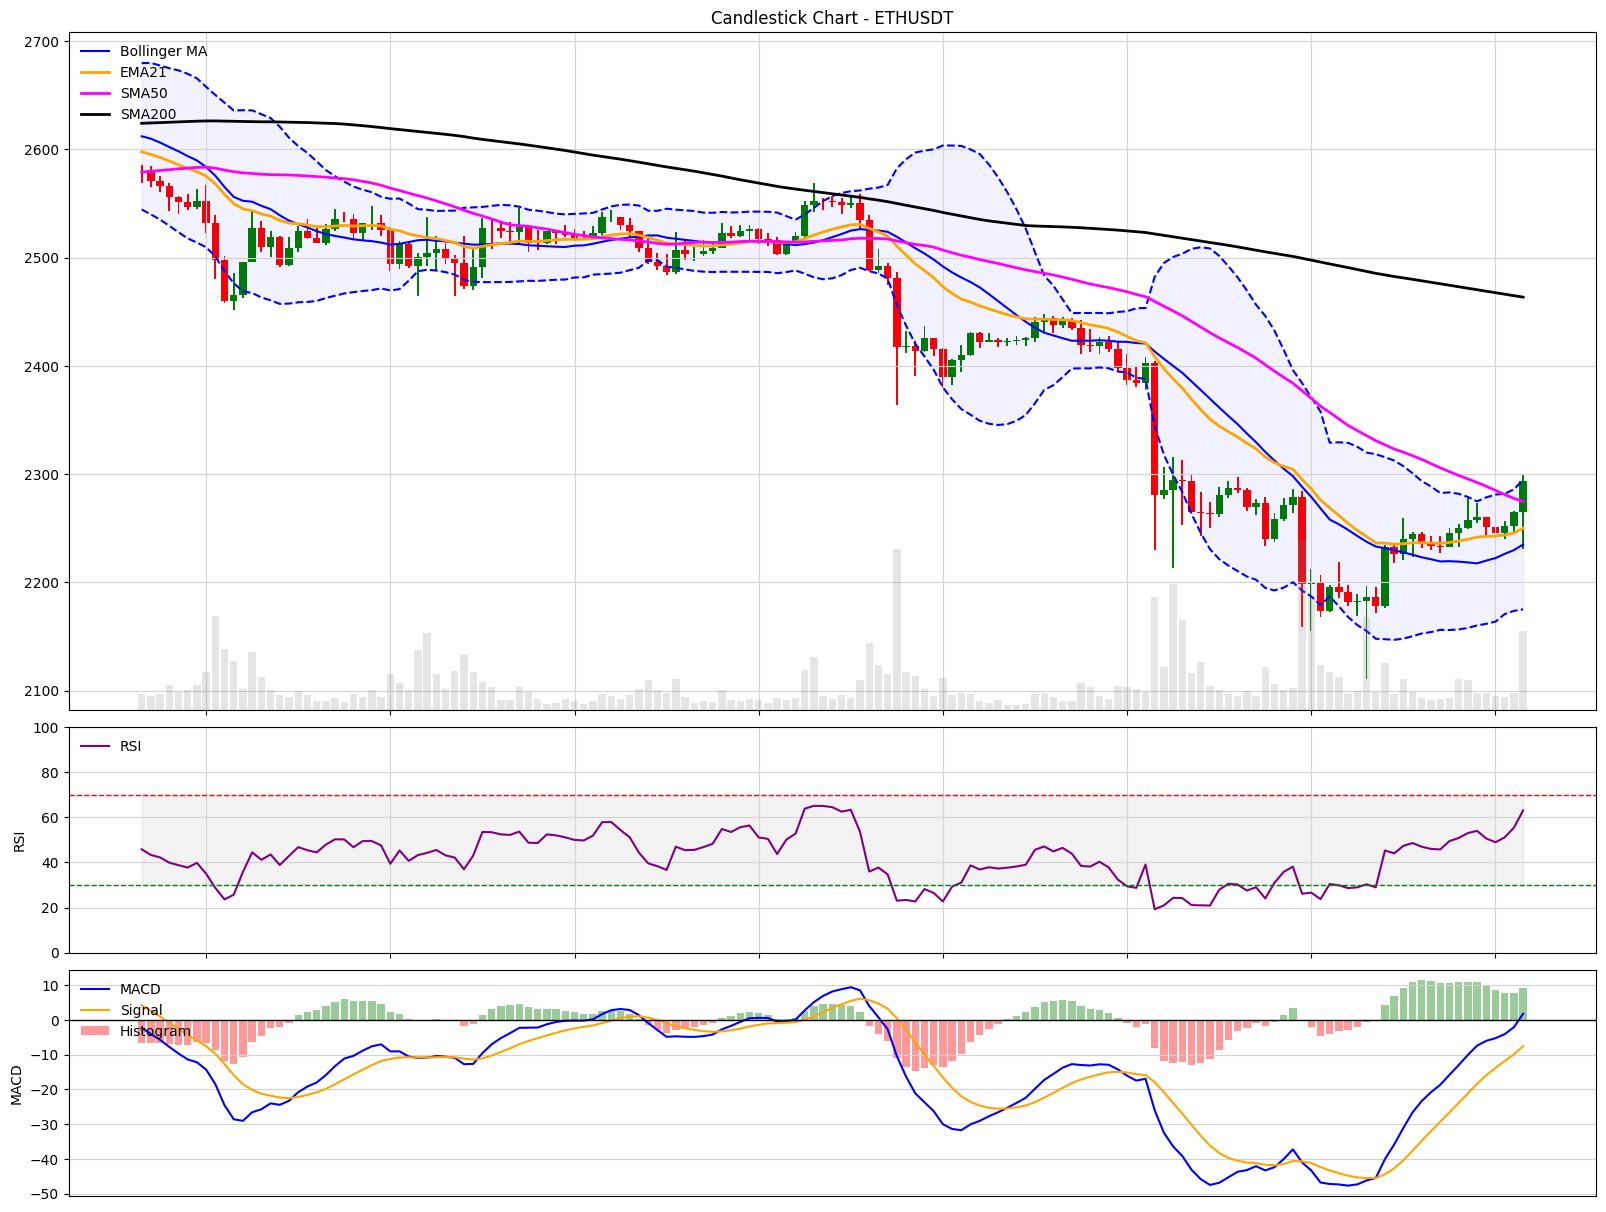 Candlestick Chart - ETHUSDT
2700
2600
2500
2400
2300
2200
2100
Bollinger MA
EMA21
SMA50
SMA200
100
80
60
40
20
0
RSI
RSI
10
0
−10
−20
−30
−40
−50
MACD
MACD
Signal
Histogram